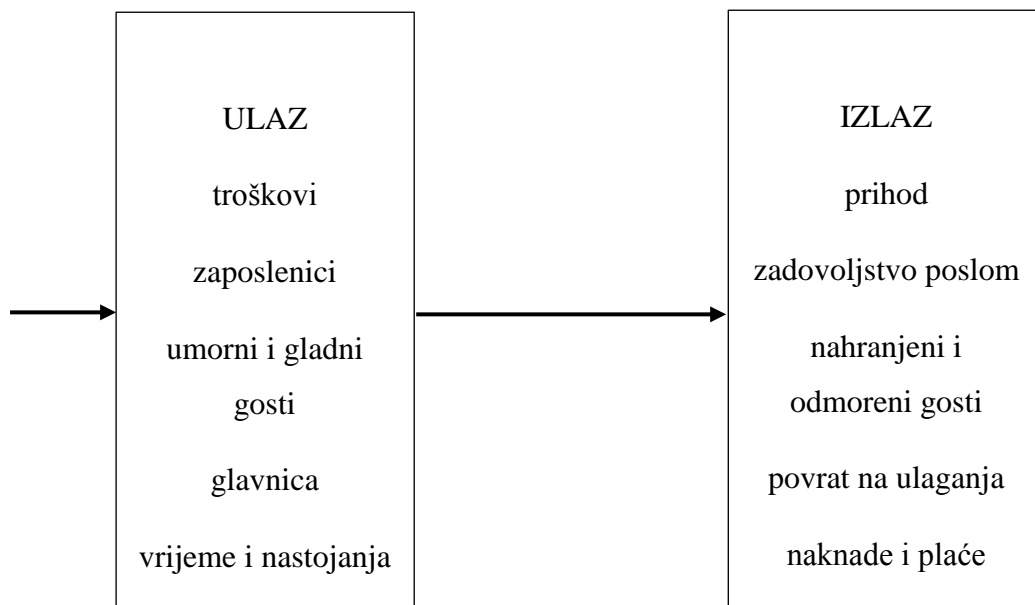 ULAZ
troškovi
zaposlenici
umorni i gladni
gosti
glavnica
vrijeme i nastojanja
IZLAZ
prihod
zadovoljstvo poslom
nahranjeni i
odmoreni gosti
povrat na ulaganja
naknade i plaće